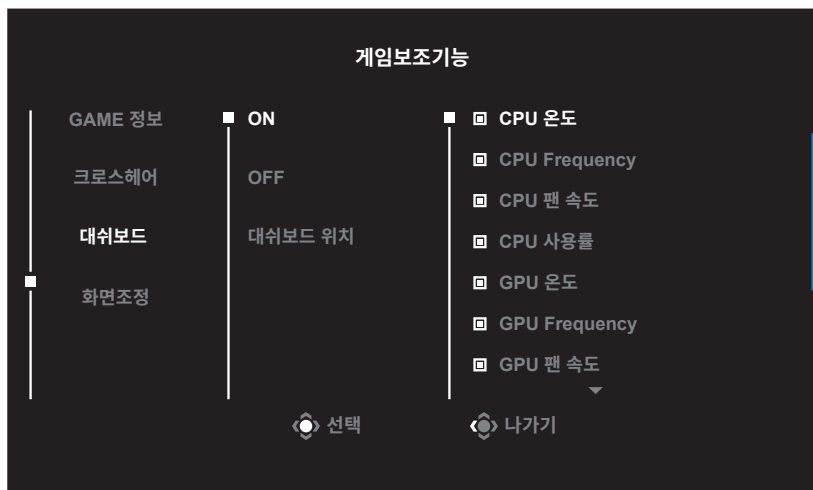 게임보조기능
GAME 정보
크로스헤어
대쉬보드
화면조정
ON
OFF
대쉬보드 위치
CPU 온도
CPU Frequency
CPU 팬 속도
CPU 사용률
GPU 온도
GPU Frequency
GPU 팬 속도
선택
나가기